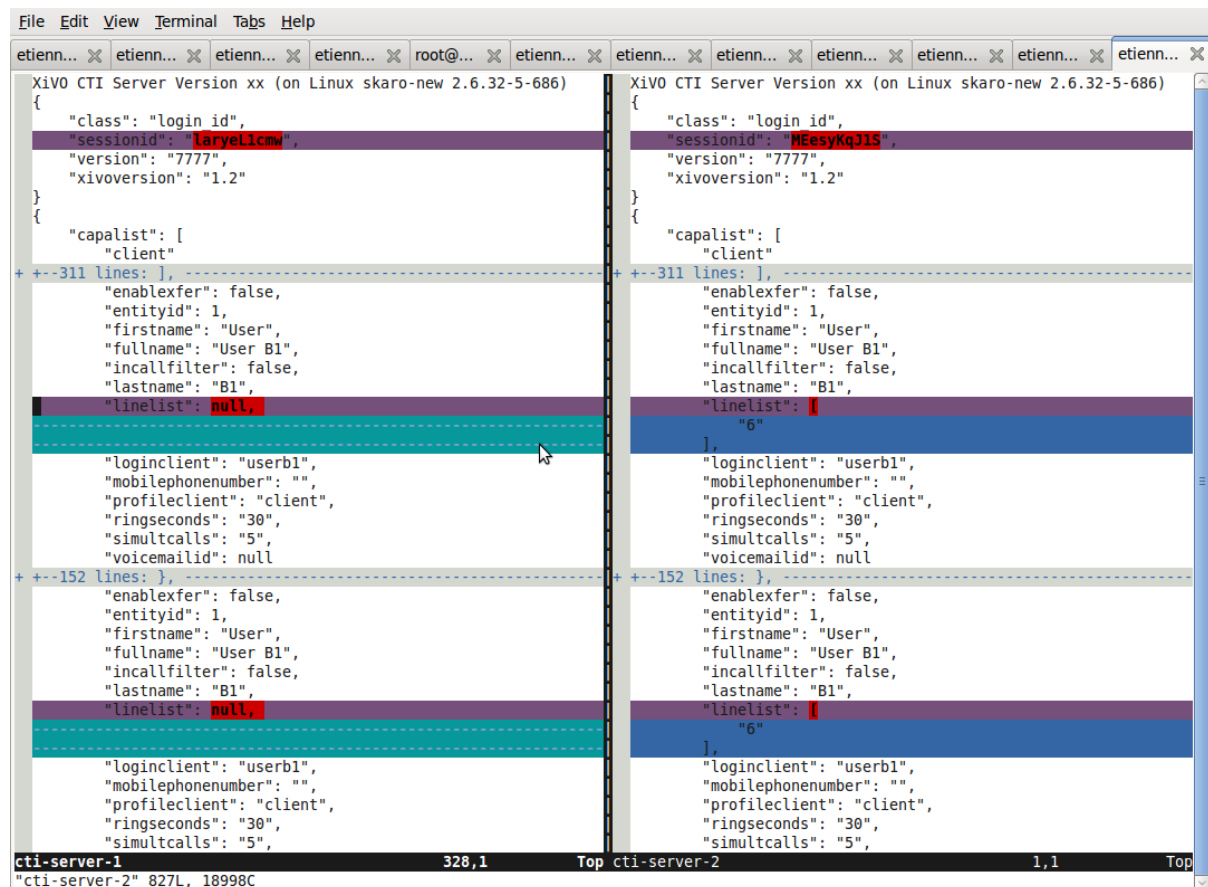 File Edit View Terminal Tabs Help
etienn... etienn... etienn... etienn... root@... etienn... etienn... etienn... etienn... etienn... etienn... etienn...
XiVO CTI Server Version xx (on Linux skaro-new 2.6.32-5-686)
{
    "class": "login_id",
    "sessionid": "laryeL1cmw",
    "version": "7777",
    "xivoversion": "1.2"
}
{
    "capalist": [
        "client"
+ +--311 lines: ], ------------------------------------------------
        "enablexfer": false,
        "entityid": 1,
        "firstname": "User",
        "fullname": "User B1",
        "incallfilter": false,
        "lastname": "B1",
        "linelist": null,
        "loginclient": "userb1",
        "mobilephonenumber": "",
        "profileclient": "client",
        "ringseconds": "30",
        "simultcalls": "5",
        "voicemailid": null
+ +--152 lines: }, ------------------------------------------------
        "enablexfer": false,
        "entityid": 1,
        "firstname": "User",
        "fullname": "User B1",
        "incallfilter": false,
        "lastname": "B1",
        "linelist": null,
        "loginclient": "userb1",
        "mobilephonenumber": "",
        "profileclient": "client",
        "ringseconds": "30",
        "simultcalls": "5",
cti-server-1 328,1 Top
XiVO CTI Server Version xx (on Linux skaro-new 2.6.32-5-686)
{
    "class": "login_id",
    "sessionid": "MEesyKqJ1S",
    "version": "7777",
    "xivoversion": "1.2"
}
{
    "capalist": [
        "client"
+ +--311 lines: ], ------------------------------------------------
        "enablexfer": false,
        "entityid": 1,
        "firstname": "User",
        "fullname": "User B1",
        "incallfilter": false,
        "lastname": "B1",
        "linelist": [
            "6"
        ],
        "loginclient": "userb1",
        "mobilephonenumber": "",
        "profileclient": "client",
        "ringseconds": "30",
        "simultcalls": "5",
        "voicemailid": null
+ +--152 lines: }, ------------------------------------------------
        "enablexfer": false,
        "entityid": 1,
        "firstname": "User",
        "fullname": "User B1",
        "incallfilter": false,
        "lastname": "B1",
        "linelist": [
            "6"
        ],
        "loginclient": "userb1",
        "mobilephonenumber": "",
        "profileclient": "client",
        "ringseconds": "30",
        "simultcalls": "5",
cti-server-2 1,1 Top
"cti-server-2" 827L, 18998C